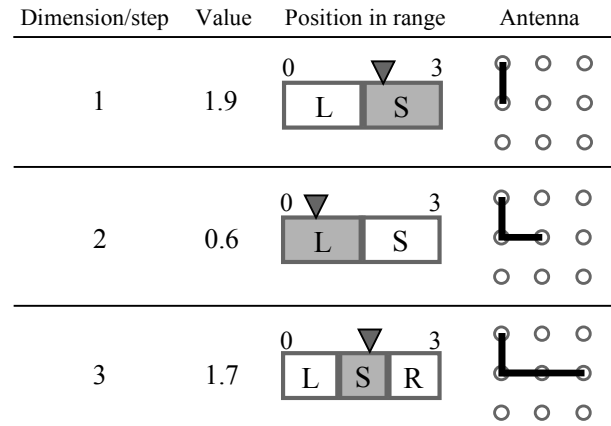 Dimension/step Value Position in range Antenna
0 3
1 1.9 L S
0 3
2 0.6 L S
0 3
3 1.7 L S R